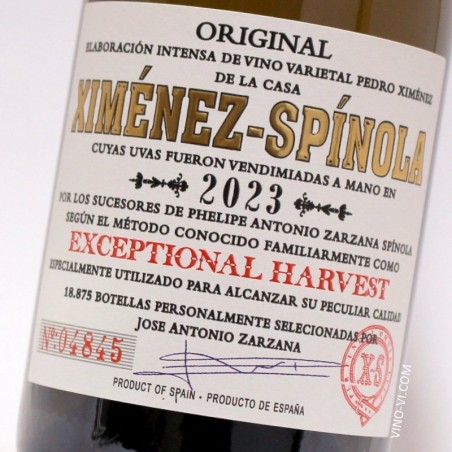 ORIGINAL
ELABORACIÓN INTENSA DE VINO VARIETAL PEDRO XIMÉNEZ
DE LA CASA
XIMÉNEZ-SPÍNOLA
CUYAS UVAS FUERON VENDIMIADAS A MANO EN
2023
POR LOS SUCESORES DE PHELIPE ANTONIO ZARZANA SPÍNOLA
SEGÚN EL MÉTODO CONOCIDO FAMILIARMENTE COMO
EXCEPTIONAL HARVEST
ESPECIALMENTE UTILIZADO PARA ALCANZAR SU PECULIAR CALIDAD
18.875 BOTELLAS PERSONALMENTE SELECCIONADAS POR
JOSE ANTONIO ZARZANA
Nº: 04845
XS
PRODUCT OF SPAIN - PRODUCTO DE ESPAÑA
VINO-VI.COM